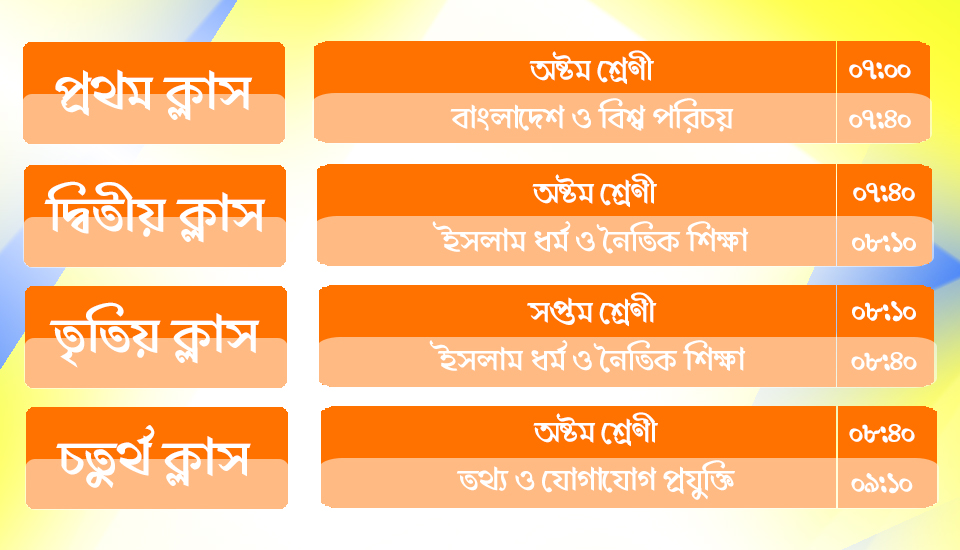 প্রথম ক্লাস
অষ্টম শ্রেণী ০৭:০০
বাংলাদেশ ও বিশ্ব পরিচয় ০৭:৪০
দ্বিতীয় ক্লাস
অষ্টম শ্রেণী ০৭:৪০
ইসলাম ধর্ম ও নৈতিক শিক্ষা ০৮:১০
তৃতিয় ক্লাস
সপ্তম শ্রেণী ০৮:১০
ইসলাম ধর্ম ও নৈতিক শিক্ষা ০৮:৪০
চতুর্থ ক্লাস
অষ্টম শ্রেণী ০৮:৪০
তথ্য ও যোগাযোগ প্রযুক্তি ০৯:১০